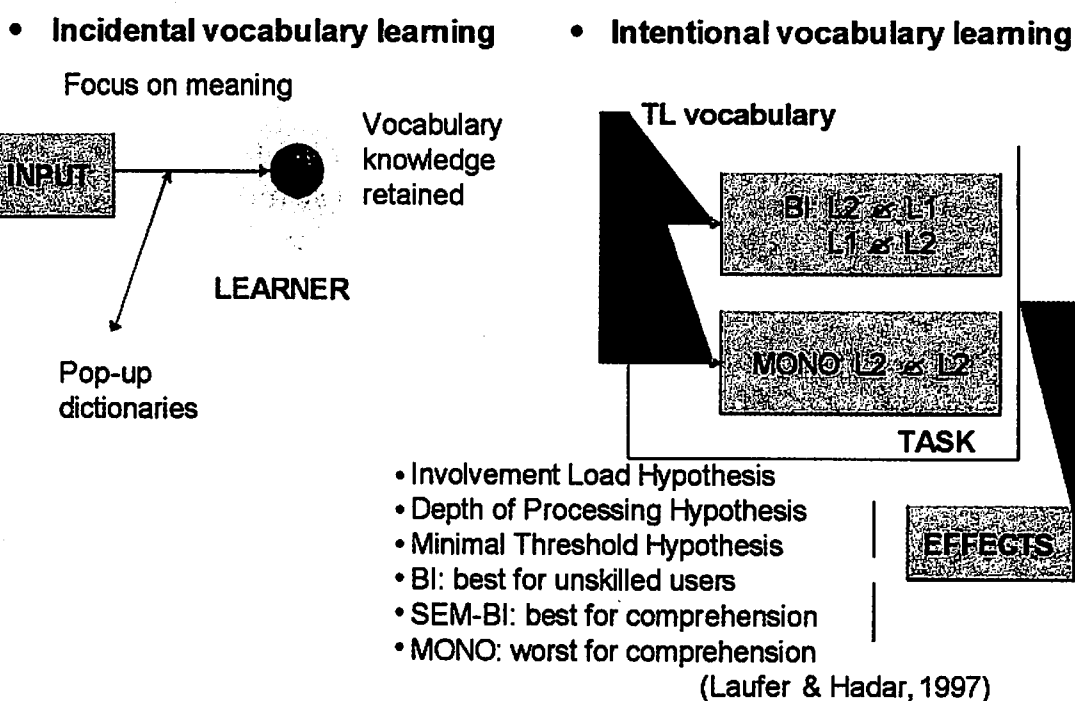 • Incidental vocabulary learning
Focus on meaning
INPUT
Vocabulary
knowledge
retained
LEARNER
Pop-up
dictionaries
• Intentional vocabulary learning
TL vocabulary
BI L2 ✍ L1
L1 ✍ L2
MONO L2 ✍ L2
TASK
• Involvement Load Hypothesis
• Depth of Processing Hypothesis
• Minimal Threshold Hypothesis
• BI: best for unskilled users
• SEM-BI: best for comprehension
• MONO: worst for comprehension
(Laufer & Hadar, 1997)
EFFECTS